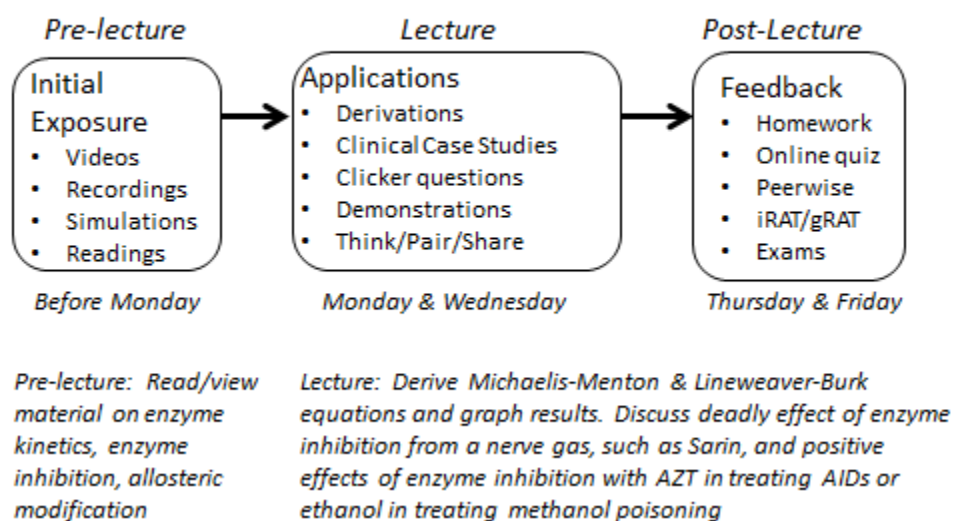 Pre-lecture
Initial
Exposure
• Videos
• Recordings
• Simulations
• Readings
Before Monday
Lecture
Applications
• Derivations
• Clinical Case Studies
• Clicker questions
• Demonstrations
• Think/Pair/Share
Monday & Wednesday
Post-Lecture
Feedback
• Homework
• Online quiz
• Peerwise
• iRAT/gRAT
• Exams
Thursday & Friday
Pre-lecture: Read/view
material on enzyme
kinetics, enzyme
inhibition, allosteric
modification
Lecture: Derive Michaelis-Menton & Lineweaver-Burk
equations and graph results. Discuss deadly effect of enzyme
inhibition from a nerve gas, such as Sarin, and positive
effects of enzyme inhibition with AZT in treating AIDs or
ethanol in treating methanol poisoning